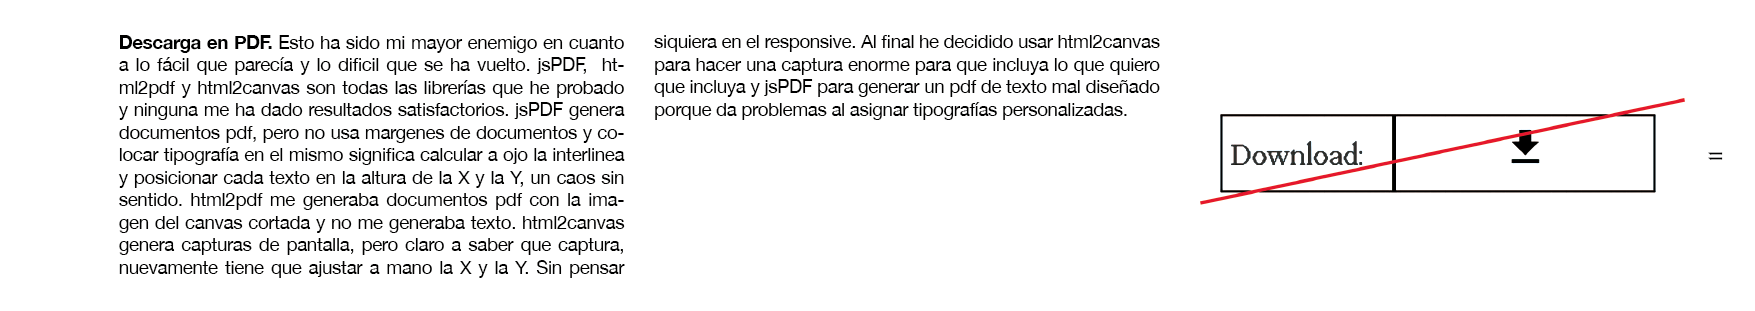 Descarga en PDF. Esto ha sido mi mayor enemigo en cuanto
a lo fácil que parecía y lo dificil que se ha vuelto. jsPDF, ht-
ml2pdf y html2canvas son todas las librerías que he probado
y ninguna me ha dado resultados satisfactorios. jsPDF genera
documentos pdf, pero no usa margenes de documentos y co-
locar tipografía en el mismo significa calcular a ojo la interlinea
y posicionar cada texto en la altura de la X y la Y, un caos sin
sentido. html2pdf me generaba documentos pdf con la ima-
gen del canvas cortada y no me generaba texto. html2canvas
genera capturas de pantalla, pero claro a saber que captura,
nuevamente tiene que ajustar a mano la X y la Y. Sin pensar
siquiera en el responsive. Al final he decidido usar html2canvas
para hacer una captura enorme para que incluya lo que quiero
que incluya y jsPDF para generar un pdf de texto mal diseñado
porque da problemas al asignar tipografías personalizadas.
Download:
=